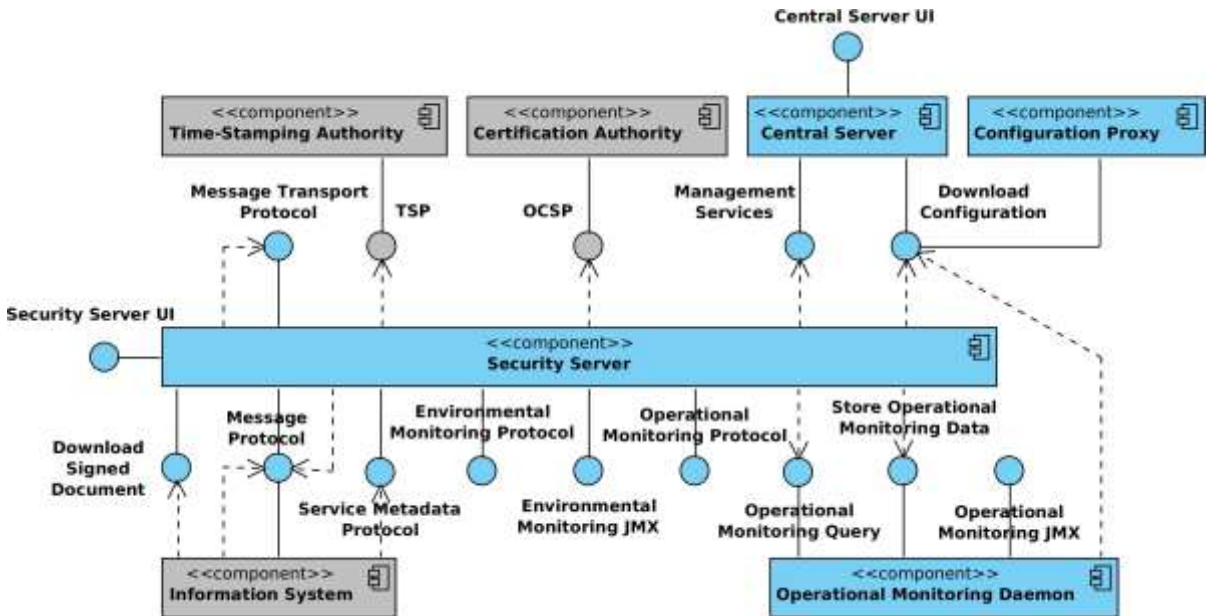 Central Server UI
<<component>>
Time-Stamping Authority
<<component>>
Certification Authority
<<component>>
Central Server
<<component>>
Configuration Proxy
Message Transport
Protocol
TSP
OCSP
Management
Services
Download
Configuration
Security Server UI
<<component>>
Security Server
Download
Signed
Document
Message
Protocol
Service Metadata
Protocol
Environmental
Monitoring Protocol
Environmental
Monitoring JMX
Operational
Monitoring Protocol
Operational
Monitoring Query
Store Operational
Monitoring Data
Operational
Monitoring JMX
<<component>>
Information System
<<component>>
Operational Monitoring Daemon